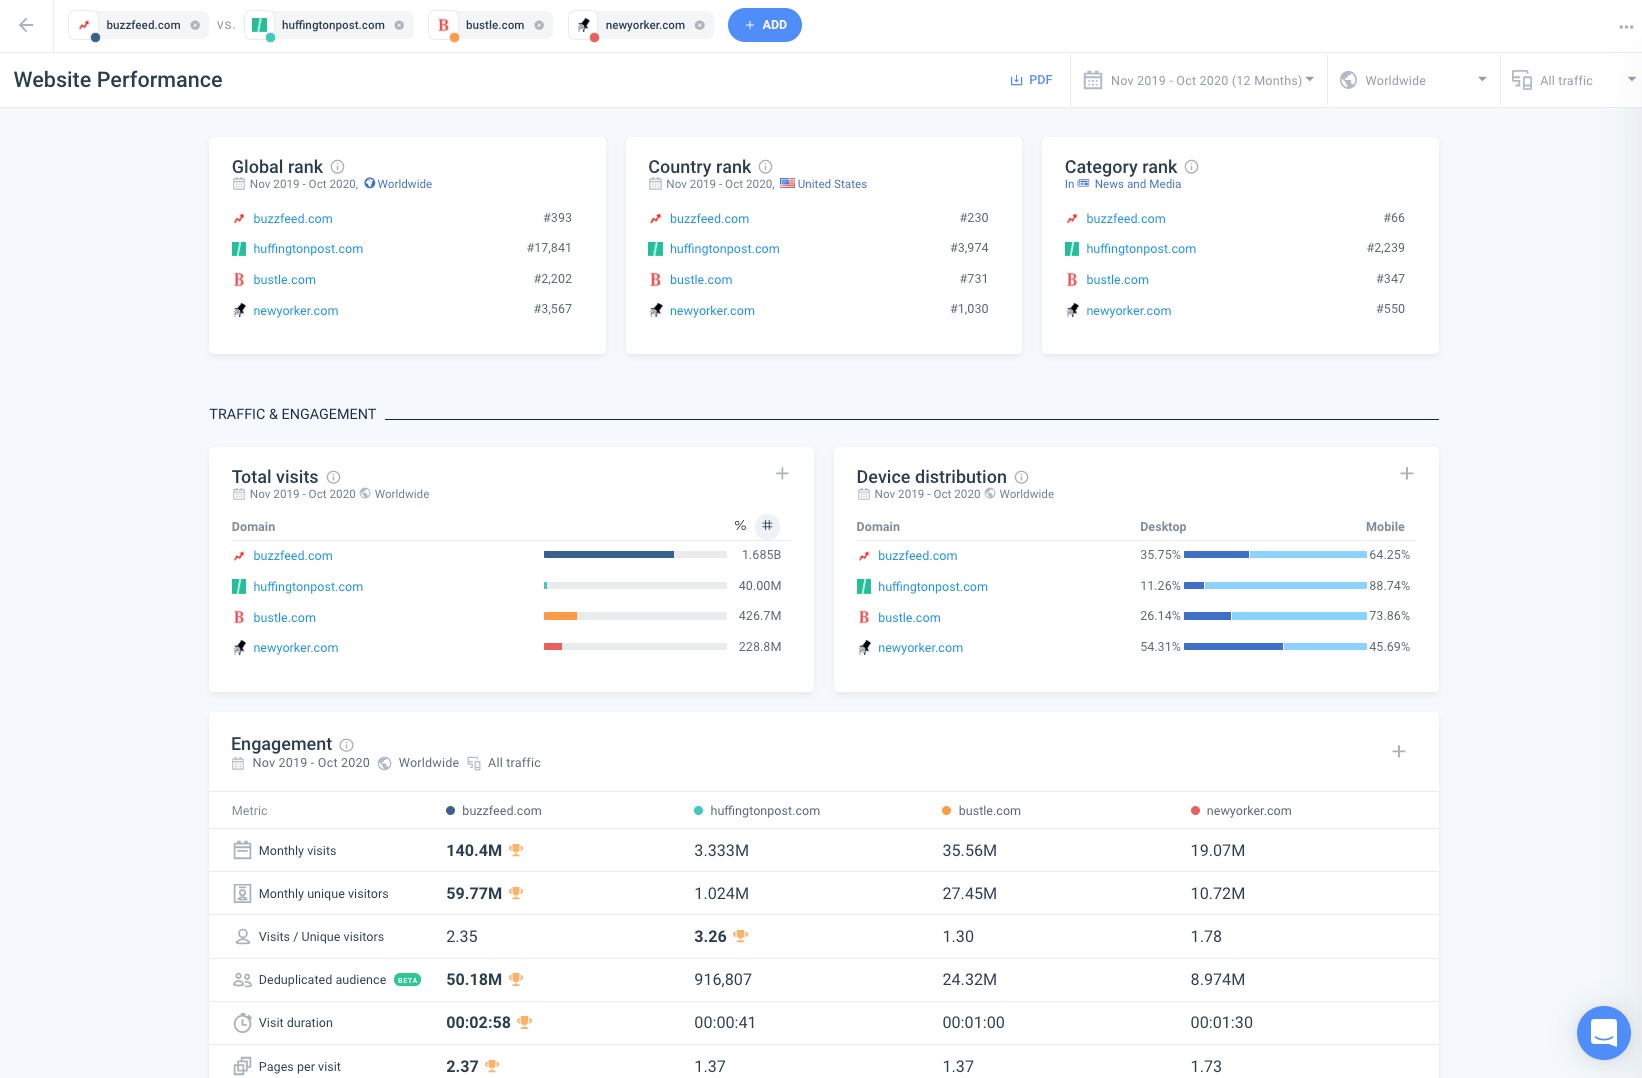 buzzfeed.com vs. huffingtonpost.com bustle.com newyorker.com + ADD
Website Performance PDF Nov 2019 - Oct 2020 (12 Months) Worldwide All traffic
Global rank
Nov 2019 - Oct 2020, Worldwide
buzzfeed.com #393
huffingtonpost.com #17,841
bustle.com #2,202
newyorker.com #3,567
Country rank
Nov 2019 - Oct 2020, United States
buzzfeed.com #230
huffingtonpost.com #3,974
bustle.com #731
newyorker.com #1,030
Category rank
In News and Media
buzzfeed.com #66
huffingtonpost.com #2,239
bustle.com #347
newyorker.com #550
TRAFFIC & ENGAGEMENT
Total visits
Nov 2019 - Oct 2020 Worldwide
Domain % #
buzzfeed.com 1.685B
huffingtonpost.com 40.00M
bustle.com 426.7M
newyorker.com 228.8M
Device distribution
Nov 2019 - Oct 2020 Worldwide
Domain Desktop Mobile
buzzfeed.com 35.75% 64.25%
huffingtonpost.com 11.26% 88.74%
bustle.com 26.14% 73.86%
newyorker.com 54.31% 45.69%
Engagement
Nov 2019 - Oct 2020 Worldwide All traffic
Metric buzzfeed.com huffingtonpost.com bustle.com newyorker.com
Monthly visits 140.4M 3.333M 35.56M 19.07M
Monthly unique visitors 59.77M 1.024M 27.45M 10.72M
Visits / Unique visitors 2.35 3.26 1.30 1.78
Deduplicated audience BETA 50.18M 916,807 24.32M 8.974M
Visit duration 00:02:58 00:00:41 00:01:00 00:01:30
Pages per visit 2.37 1.37 1.37 1.73